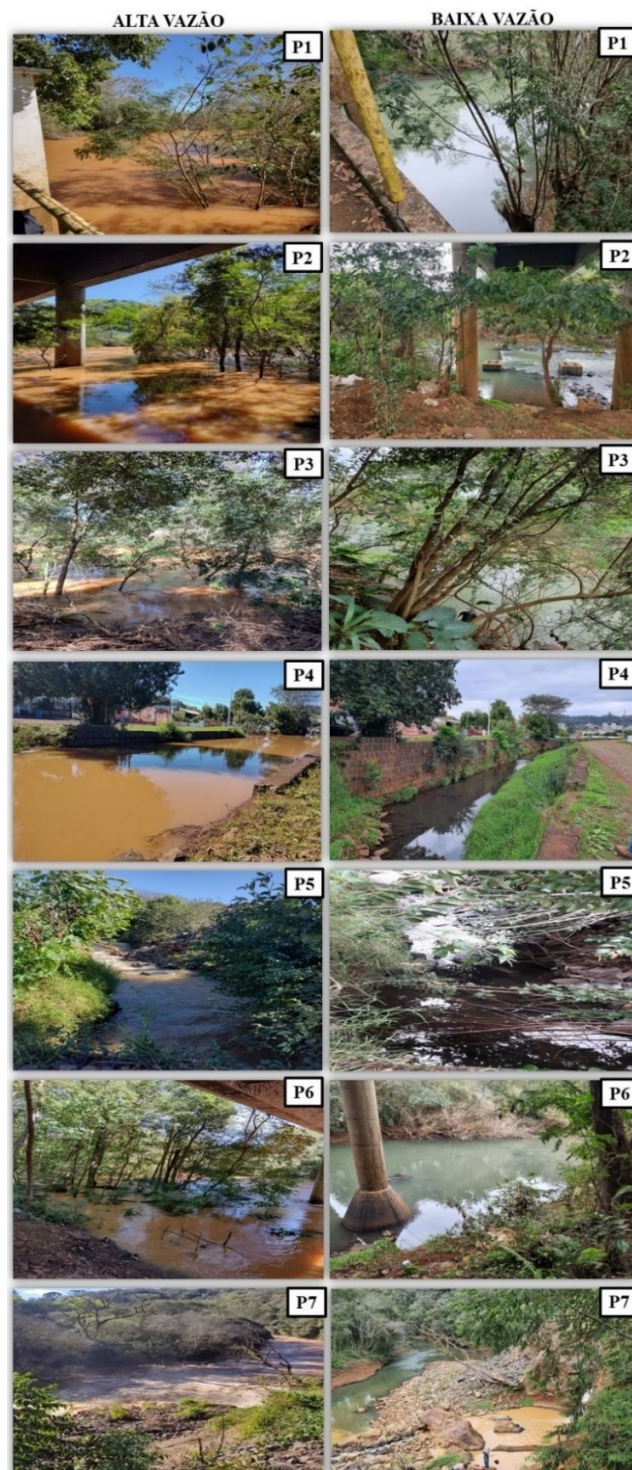 ALTA VAZÃO BAIXA VAZÃO
P1 P1
P2 P2
P3 P3
P4 P4
P5 P5
P6 P6
P7 P7